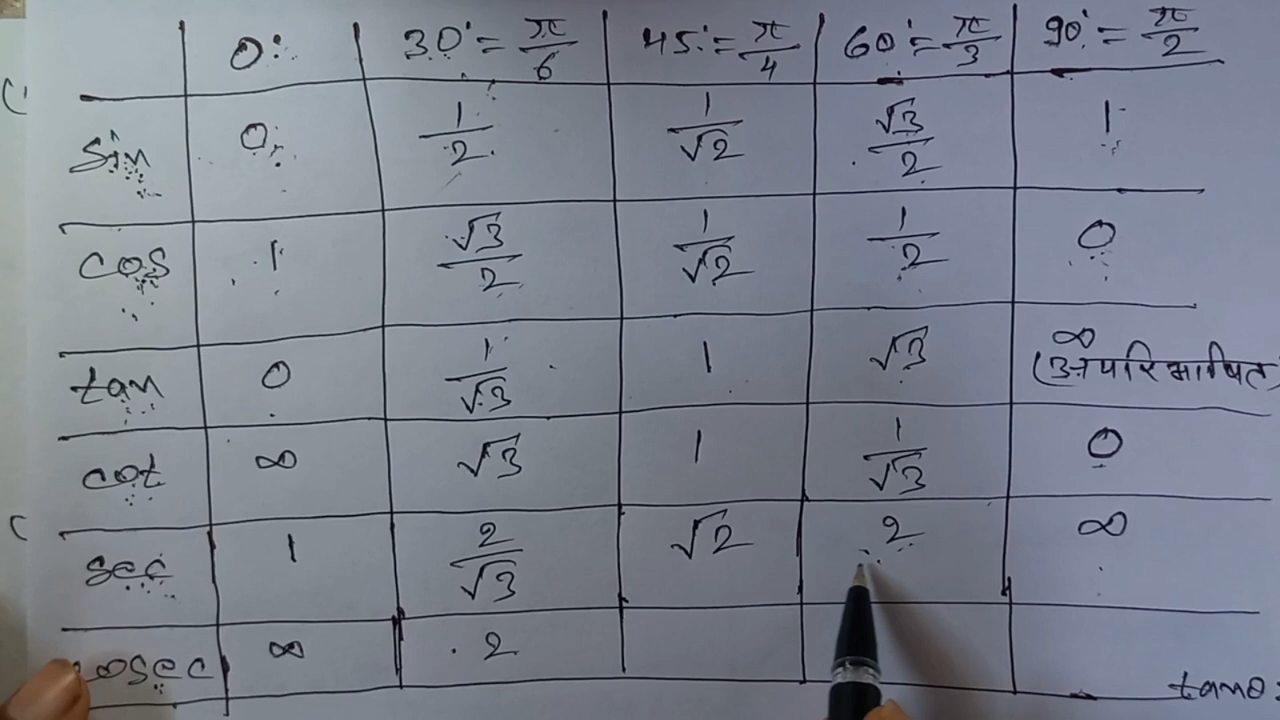 0° 30° = π/6 45° = π/4 60° = π/3 90° = π/2
sin 0 1/2 1/√2 √3/2 1
cos 1 √3/2 1/√2 1/2 0
tan 0 1/√3 1 √3 ∞ (अपरिभाषित)
cot ∞ √3 1 1/√3 0
sec 1 2/√3 √2 2 ∞
cosec ∞ 2
tanθ